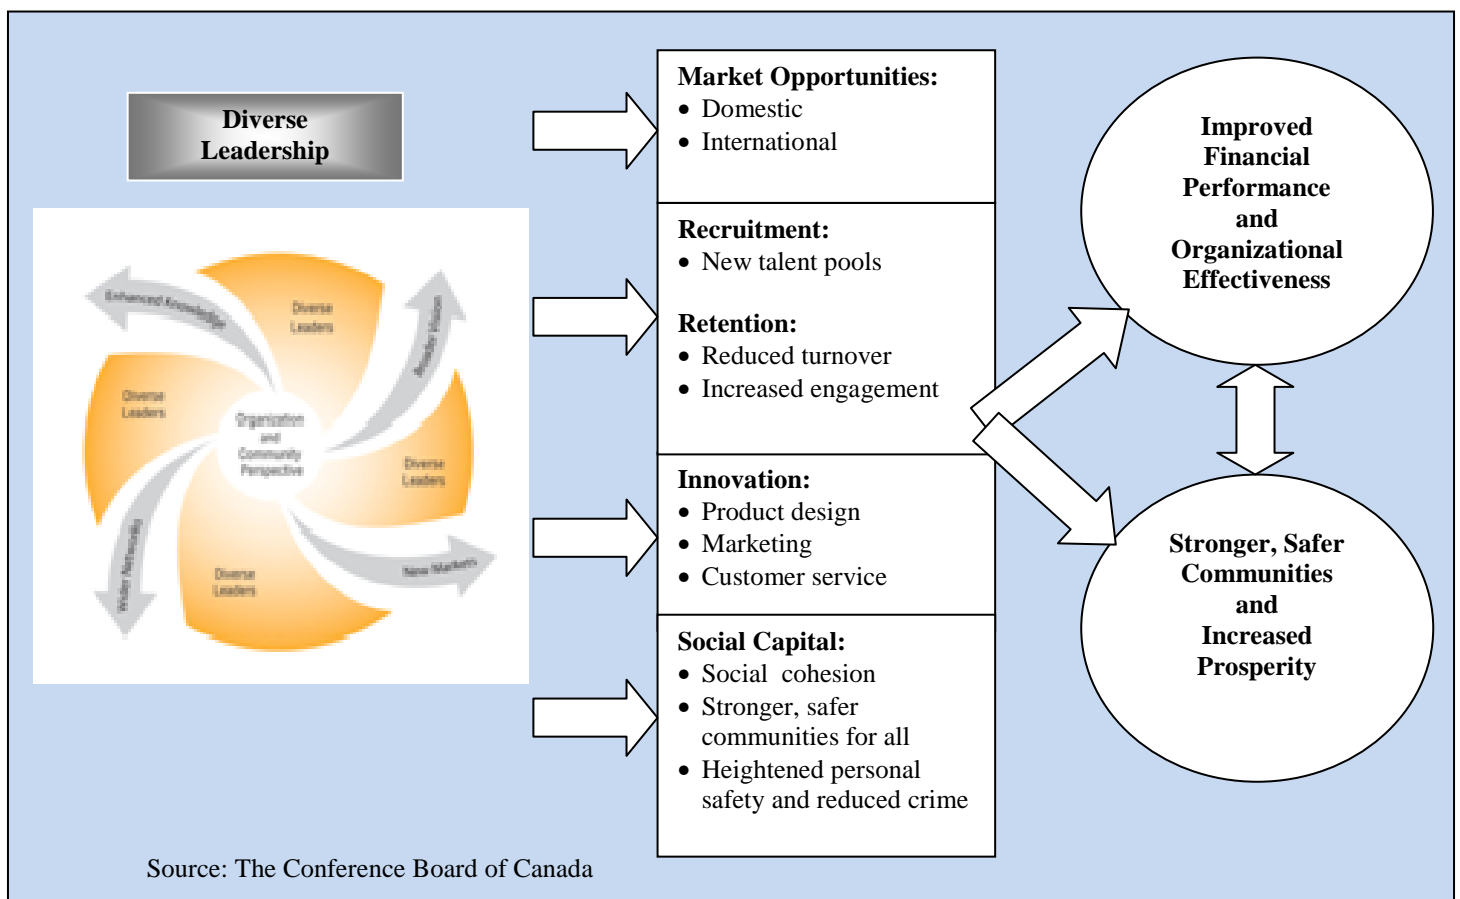 Diverse
Leadership
Enhanced Knowledge
Broader Vision
Diverse
Leaders
Diverse
Leaders
Organization
and
Community
Perspective
Diverse
Leaders
Wider Networks
New Markets
Diverse
Leaders
Market Opportunities:
• Domestic
• International
Recruitment:
• New talent pools
Retention:
• Reduced turnover
• Increased engagement
Innovation:
• Product design
• Marketing
• Customer service
Social Capital:
• Social  cohesion
• Stronger, safer
communities for all
• Heightened personal
safety and reduced crime
Improved
Financial
Performance
and
Organizational
Effectiveness
Stronger, Safer
Communities
and
Increased
Prosperity
Source: The Conference Board of Canada